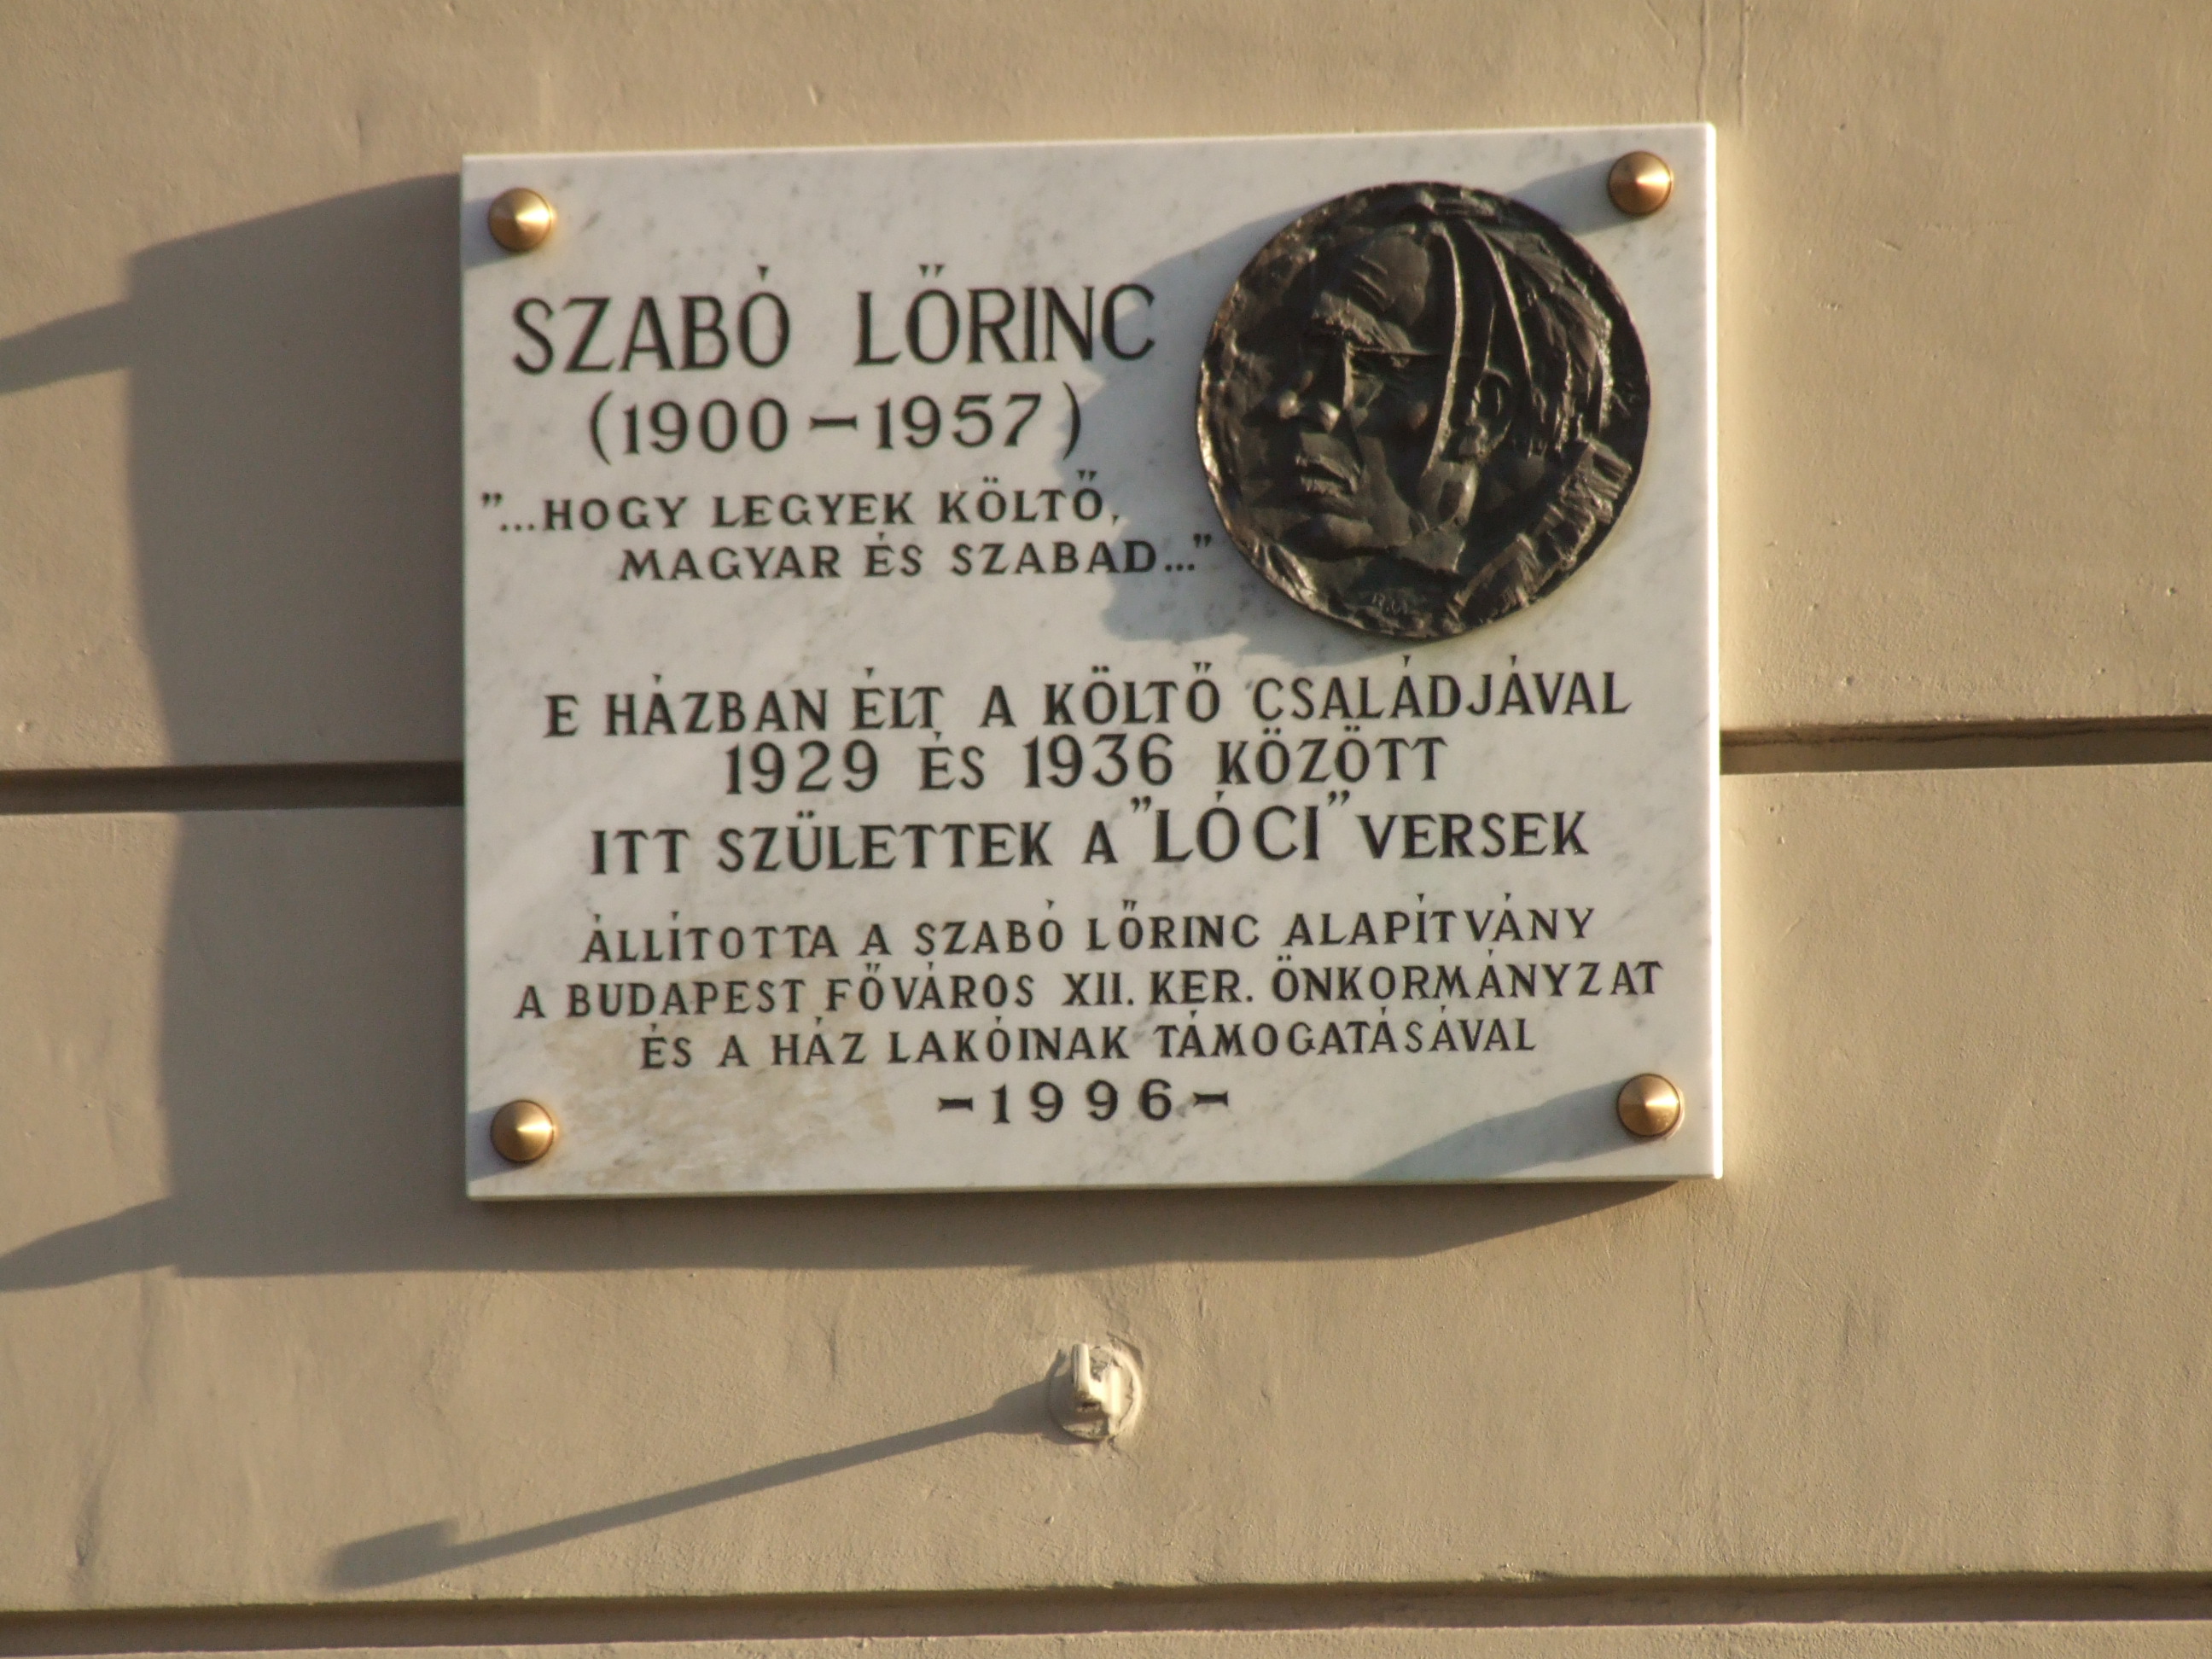 SZABÓ LŐRINC
(1900-1957)
"...HOGY LEGYEK KÖLTŐ,
MAGYAR ÉS SZABAD..."
E HÁZBAN ÉLT A KÖLTŐ CSALÁDJÁVAL
1929 ÉS 1936 KÖZÖTT
ITT SZÜLETTEK A "LÓCI" VERSEK
ÁLLÍTOTTA A SZABÓ LŐRINC ALAPÍTVÁNY
A BUDAPEST FŐVÁROS XII. KER. ÖNKORMÁNYZAT
ÉS A HÁZ LAKÓINAK TÁMOGATÁSÁVAL
-1996-